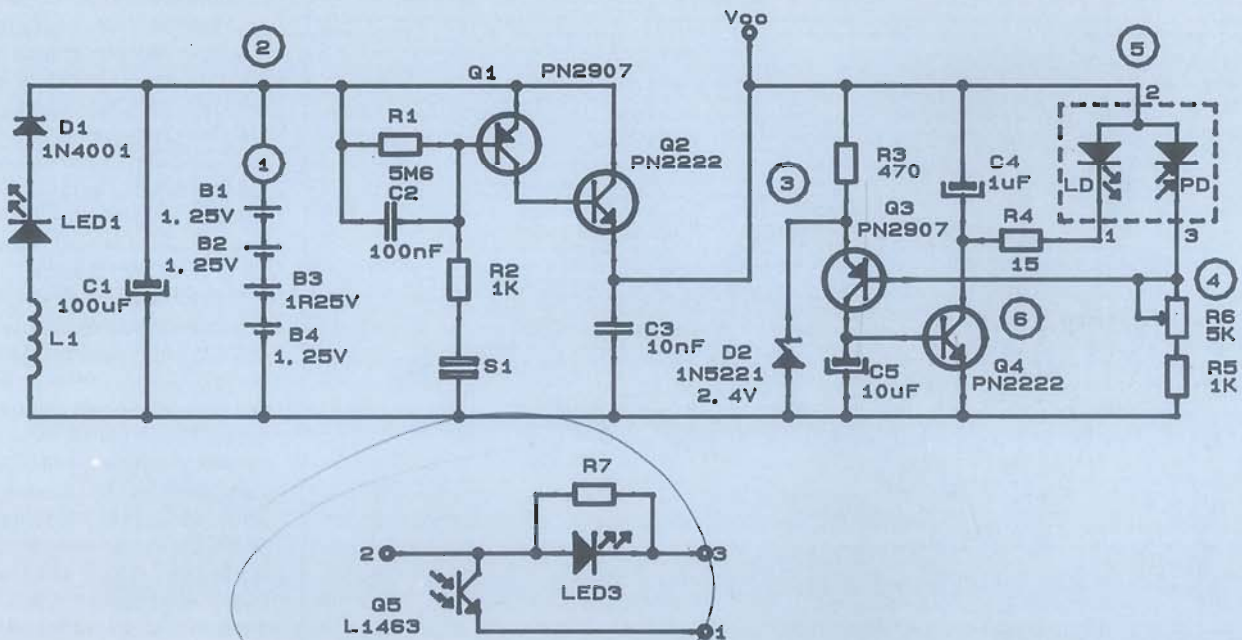 Voo
2
5
Q1 PN2907
2
D1
1N4001
R1
5M6
Q2
PN2222
R3
470
C4
1uF
LD
PD
1
3
B1
1,25V
C2
100nF
Q3
PN2907
R4
15
1
3
LED1
B2
1,25V
R2
1K
4
C1
100uF
B3
1R25V
C3
10nF
6
R6
5K
L1
B4
1,25V
S1
D2
1N5221
2,4V
C5
10uF
Q4
PN2222
R5
1K
R7
2
3
LED3
Q5
L1463
1